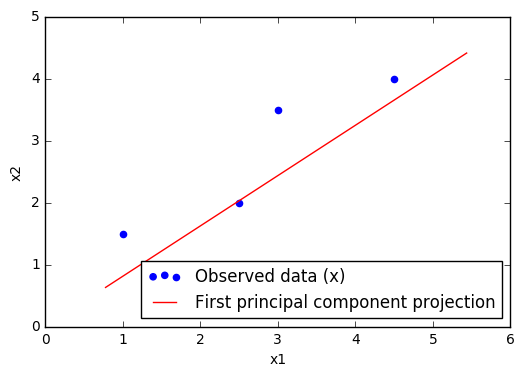 5
4
3
2
1
0
x2
Observed data (x)
First principal component projection
0 1 2 3 4 5 6
x1